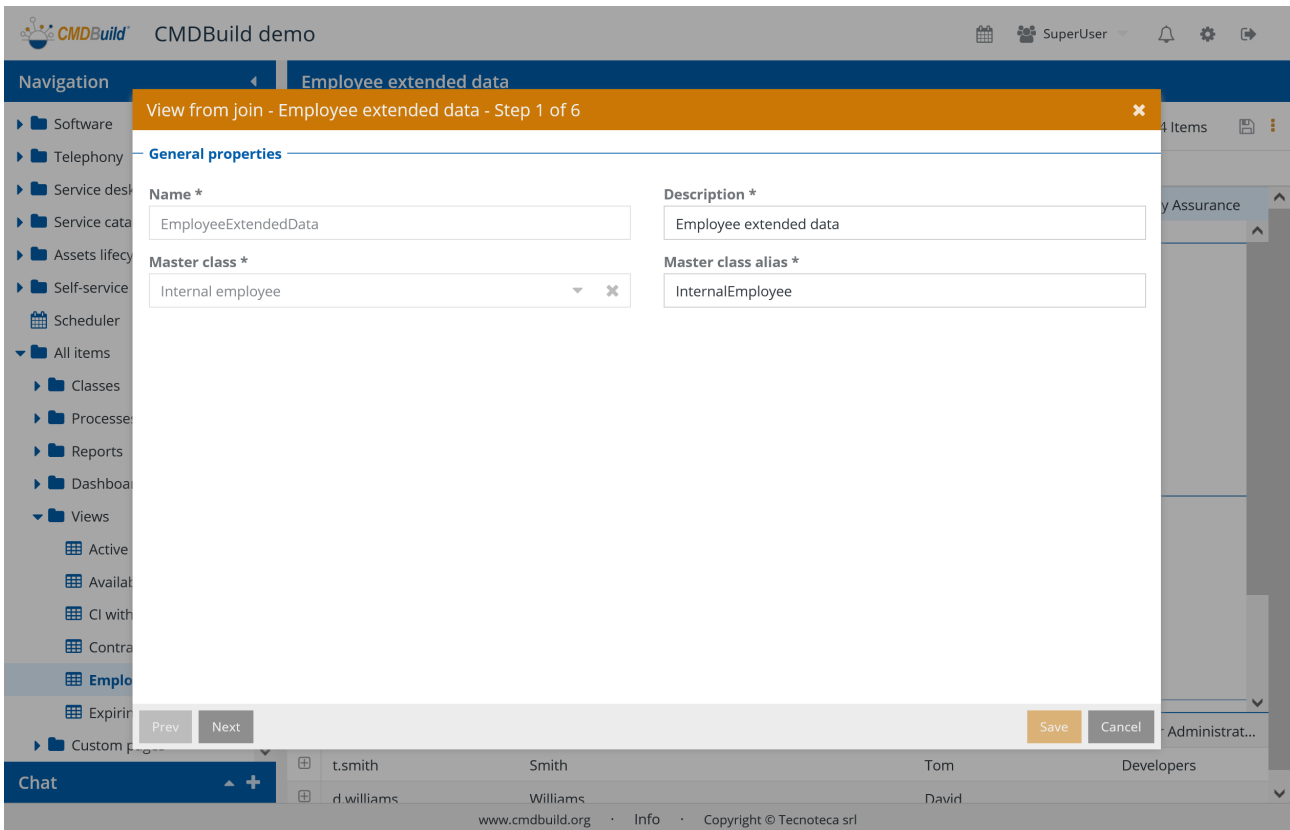 CMDBuild CMDBuild demo SuperUser
Navigation Employee extended data
View from join - Employee extended data - Step 1 of 6
Software Items
Telephony General properties
Service desk Name * Description *
y Assurance
Service cata EmployeeExtendedData Employee extended data
Assets lifecy Master class * Master class alias *
Self-service Internal employee InternalEmployee
Scheduler
All items
Classes
Processes
Reports
Dashboa
Views
Active
Availab
CI with
Contra
Emplo
Expirin Prev Next Save Cancel
r Administrat...
Custom pages
t.smith Smith Tom Developers
Chat
d.williams Williams David
www.cmdbuild.org · Info · Copyright © Tecnoteca srl